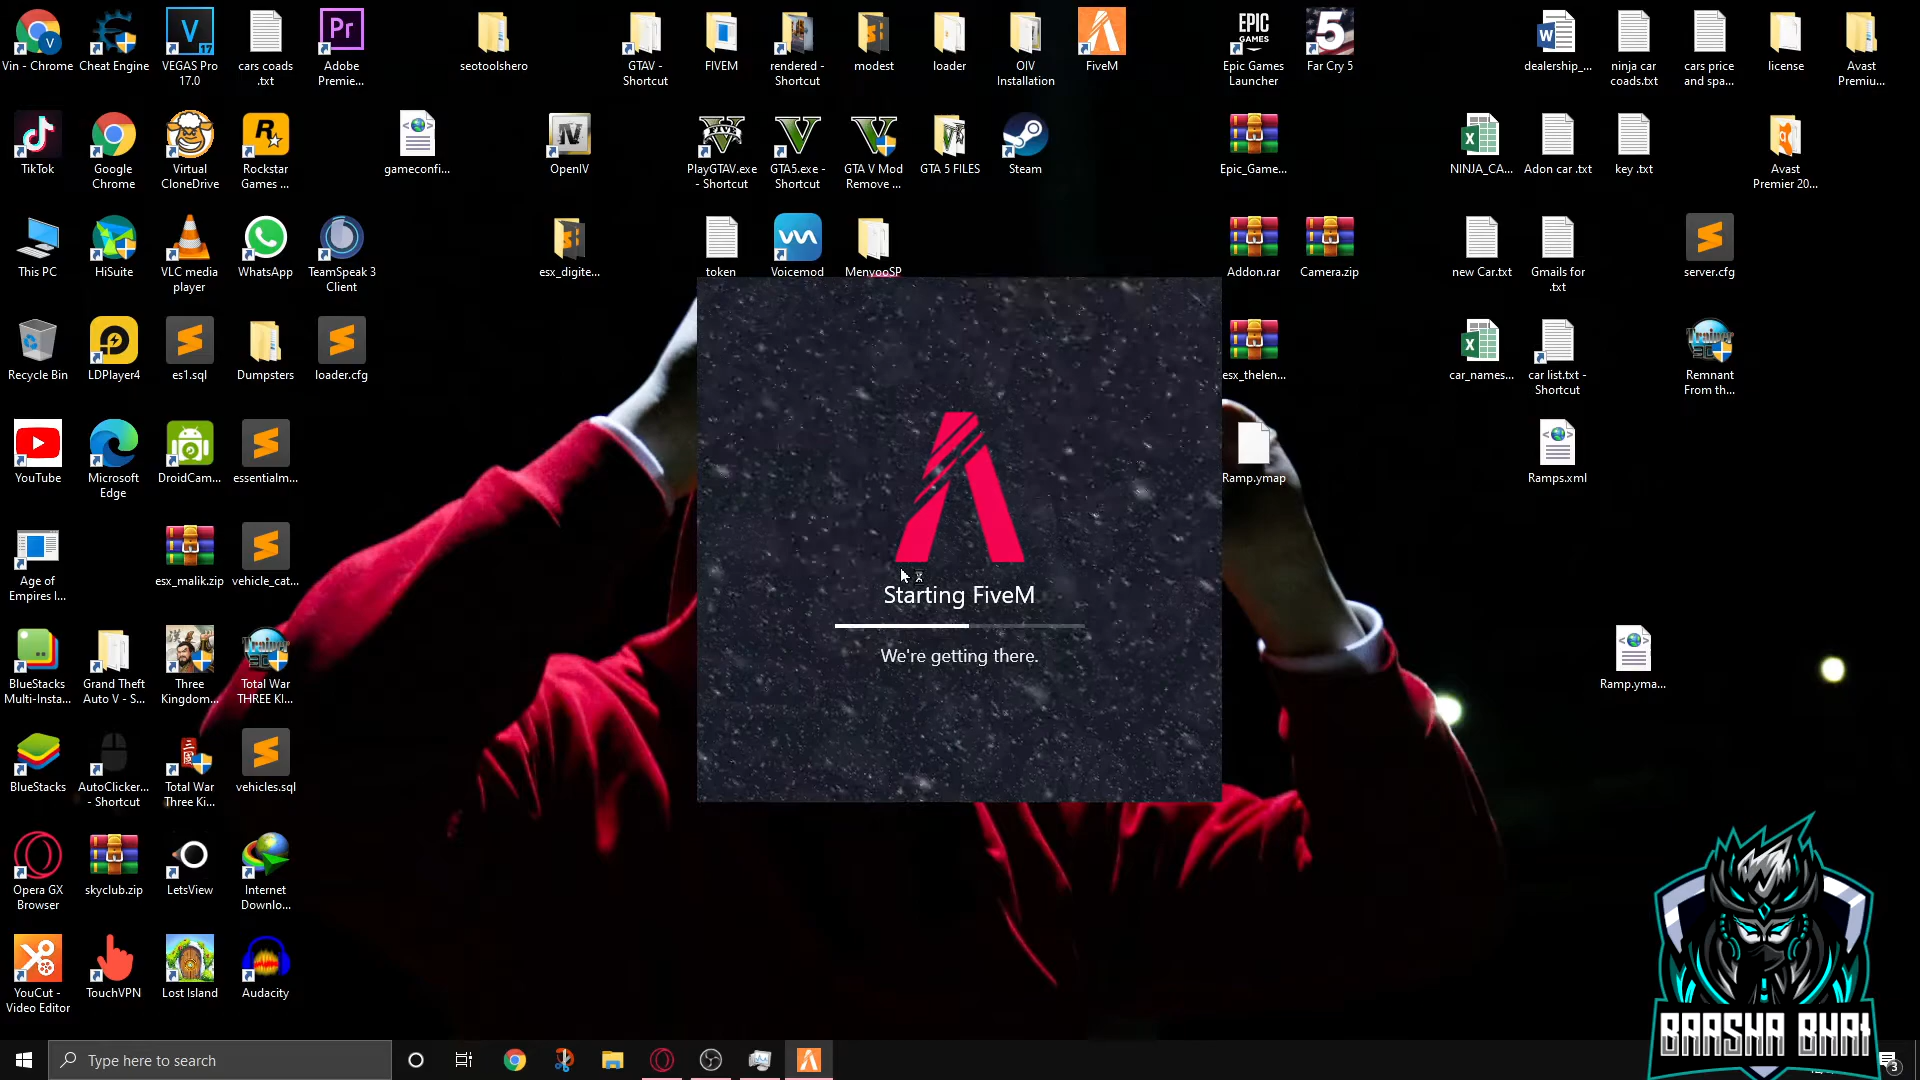 Vin - Chrome
Cheat Engine
VEGAS Pro
17.0
cars coads
.txt
Adobe
Premie...
seotoolshero
GTAV -
Shortcut
FIVEM
rendered -
Shortcut
modest
loader
OIV
Installation
FiveM
Epic Games
Launcher
Far Cry 5
dealership_...
ninja car
coads.txt
cars price
and spa...
license
Avast
Premiu...
TikTok
Google
Chrome
Virtual
CloneDrive
Rockstar
Games ...
gameconfi...
OpenIV
PlayGTAV.exe
- Shortcut
GTA5.exe -
Shortcut
GTA V Mod
Remove ...
GTA 5 FILES
Steam
Epic_Game...
NINJA_CA...
Adon car .txt
key .txt
Avast
Premier 20...
This PC
HiSuite
VLC media
player
WhatsApp
TeamSpeak 3
Client
esx_digite...
token
Voicemod
MenyooSP
Addon.rar
Camera.zip
new Car.txt
Gmails for
.txt
server.cfg
Recycle Bin
LDPlayer4
es1.sql
Dumpsters
loader.cfg
esx_thelen...
car_names...
car list.txt -
Shortcut
Remnant
From th...
YouTube
Microsoft
Edge
DroidCam...
essentialm...
Ramp.ymap
Ramps.xml
Age of
Empires I...
esx_malik.zip
vehicle_cat...
Starting FiveM
We're getting there.
BlueStacks
Multi-Insta...
Grand Theft
Auto V - S...
Three
Kingdom...
Total War
THREE KI...
Ramp.yma...
BlueStacks
AutoClicker...
- Shortcut
Total War
Three Ki...
vehicles.sql
Opera GX
Browser
skyclub.zip
LetsView
Internet
Downlo...
YouCut -
Video Editor
TouchVPN
Lost Island
Audacity
BAASHA BHAI
Type here to search
3